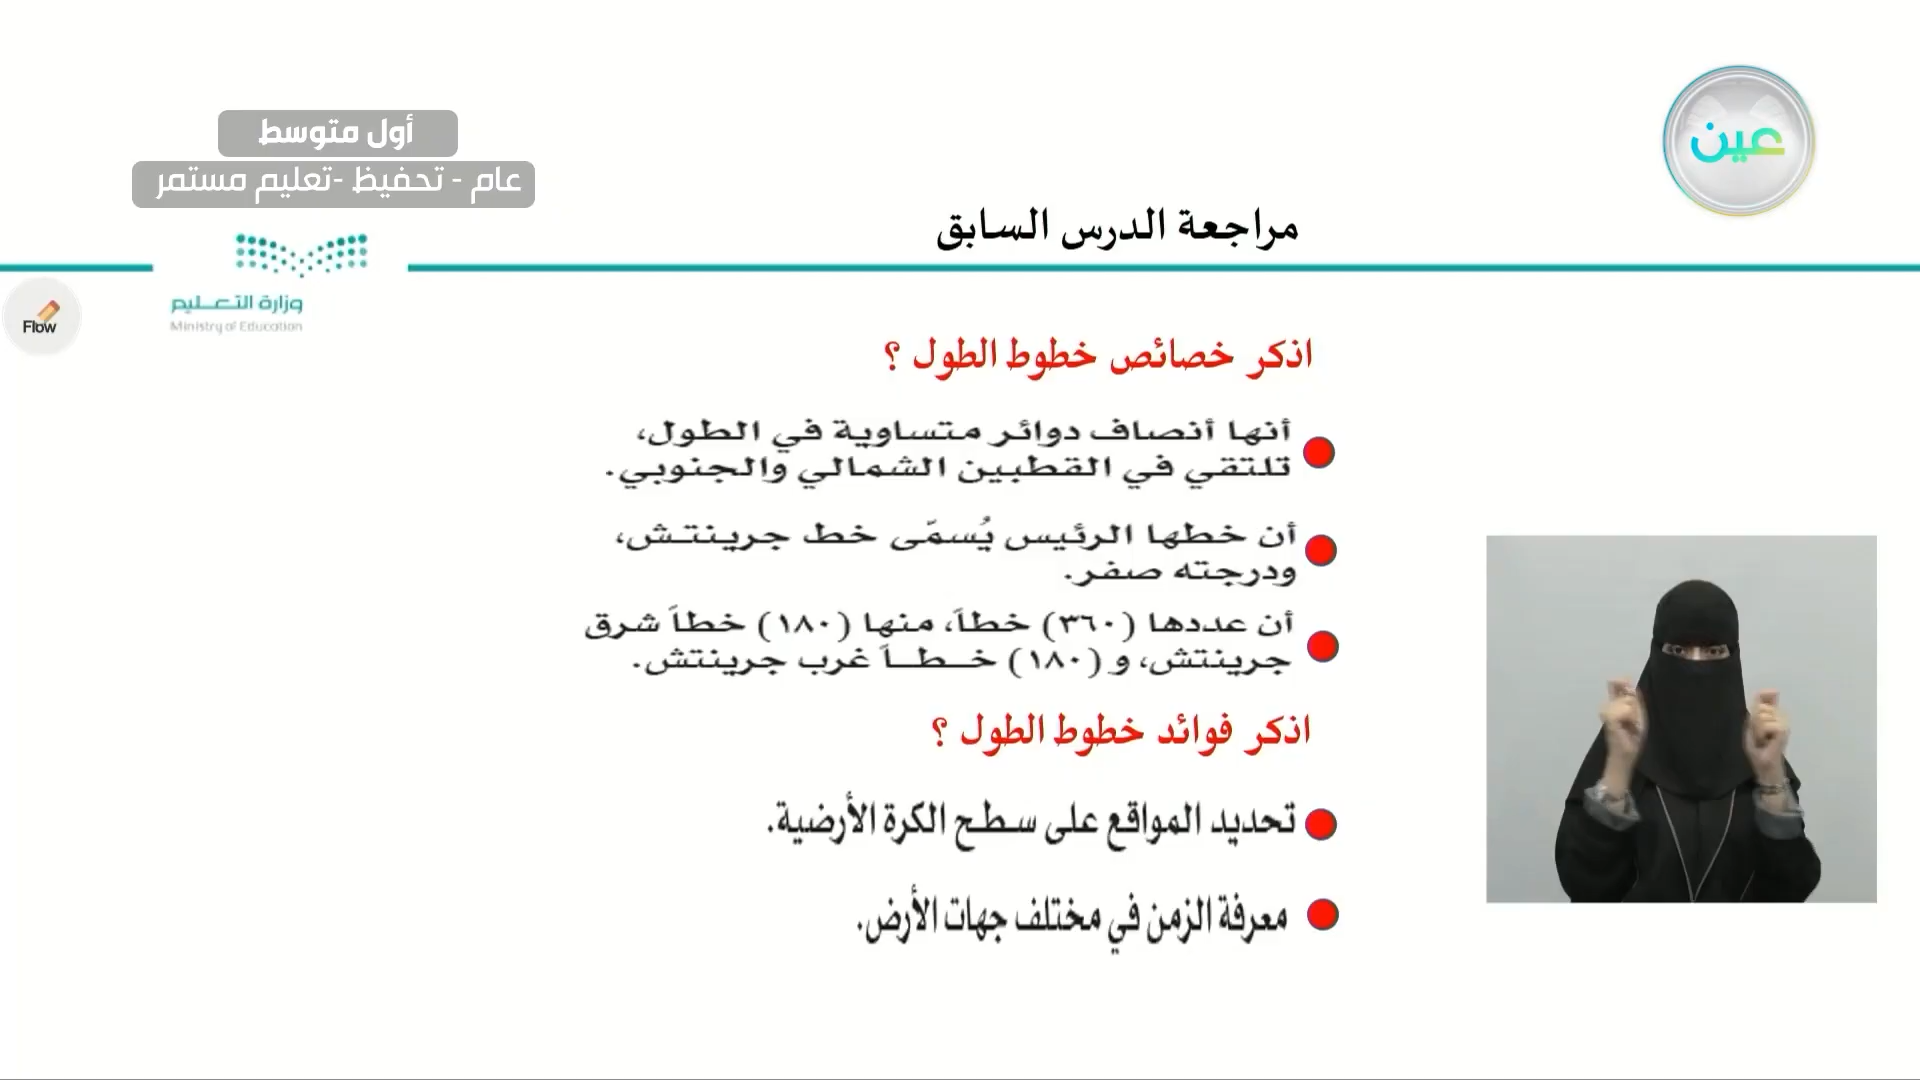 أول متوسط
عام - تحفيظ -تعليم مستمر
عين
مراجعة الدرس السابق
وزارة التعليم
Ministry of Education
Flow
اذكر خصائص خطوط الطول ؟
أنها أنصاف دوائر متساوية في الطول،
تلتقي في القطبين الشمالي والجنوبي.
أن خطها الرئيس يُسمّى خط جرينتش،
ودرجته صفر.
أن عددها (٣٦٠) خطاً، منها (١٨٠) خطاً شرق
جرينتش، و (١٨٠) خطاً غرب جرينتش.
اذكر فوائد خطوط الطول ؟
تحديد المواقع على سطح الكرة الأرضية.
معرفة الزمن في مختلف جهات الأرض.